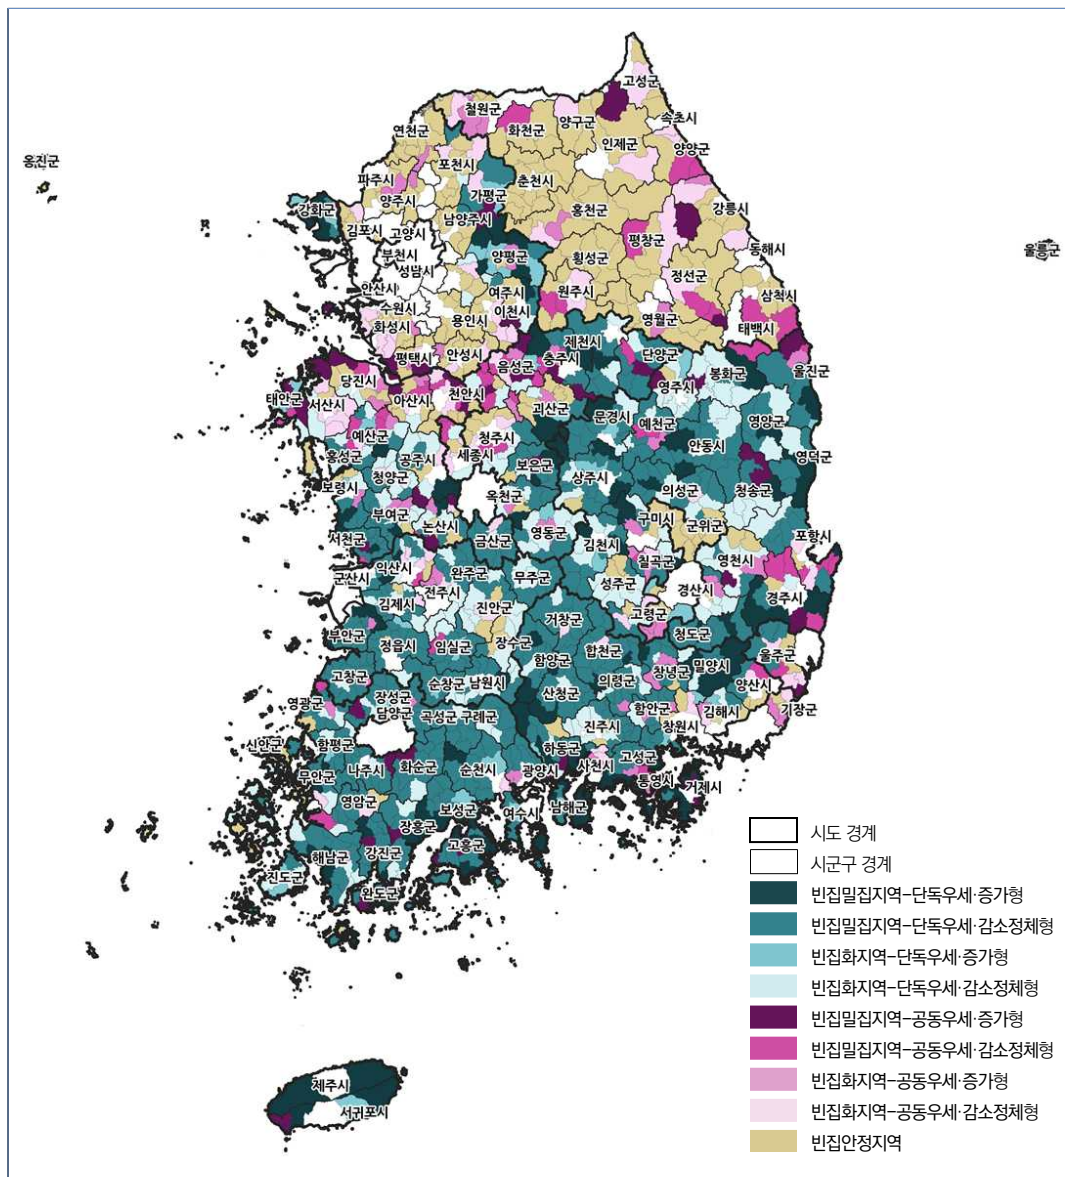 고성군
철원군
화천군
양구군
속초시
연천군
인제군
양양군
옹진군
포천시
파주시
춘천시
가평군
양주시
강화군
홍천군
강릉시
남양주시
김포시
고양시
평창군
동해시
울릉군
부천시
양평군
횡성군
성남시
정선군
안산시
여주시
원주시
삼척시
수원시
이천시
화성시
용인시
영월군
태백시
제천시
평택시
안성시
음성군
충주시
단양군
봉화군
울진군
당진시
영주시
태안군
서산시
아산시
천안시
괴산군
문경시
예천군
영양군
예산군
청주시
안동시
홍성군
공주시
세종시
보은군
영덕군
청양군
상주시
보령시
의성군
청송군
옥천군
부여군
논산시
구미시
군위군
서천군
금산군
영동군
김천시
포항시
익산시
칠곡군
영천시
군산시
완주군
무주군
성주군
전주시
경산시
경주시
김제시
진안군
고령군
거창군
부안군
청도군
정읍시
임실군
장수군
합천군
울주군
함양군
창녕군
밀양시
고창군
순창군
남원시
의령군
양산시
장성군
산청군
영광군
담양군
함안군
김해시
기장군
곡성군
구례군
진주시
창원시
신안군
함평군
하동군
고성군
나주시
화순군
순천시
광양시
사천시
무안군
통영시
거제시
영암군
보성군
여수시
남해군
장흥군
고흥군
해남군
강진군
진도군
완도군
제주시
서귀포시
시도 경계
시군구 경계
빈집밀집지역-단독우세·증가형
빈집밀집지역-단독우세·감소정체형
빈집화지역-단독우세·증가형
빈집화지역-단독우세·감소정체형
빈집밀집지역-공동우세·증가형
빈집밀집지역-공동우세·감소정체형
빈집화지역-공동우세·증가형
빈집화지역-공동우세·감소정체형
빈집안정지역